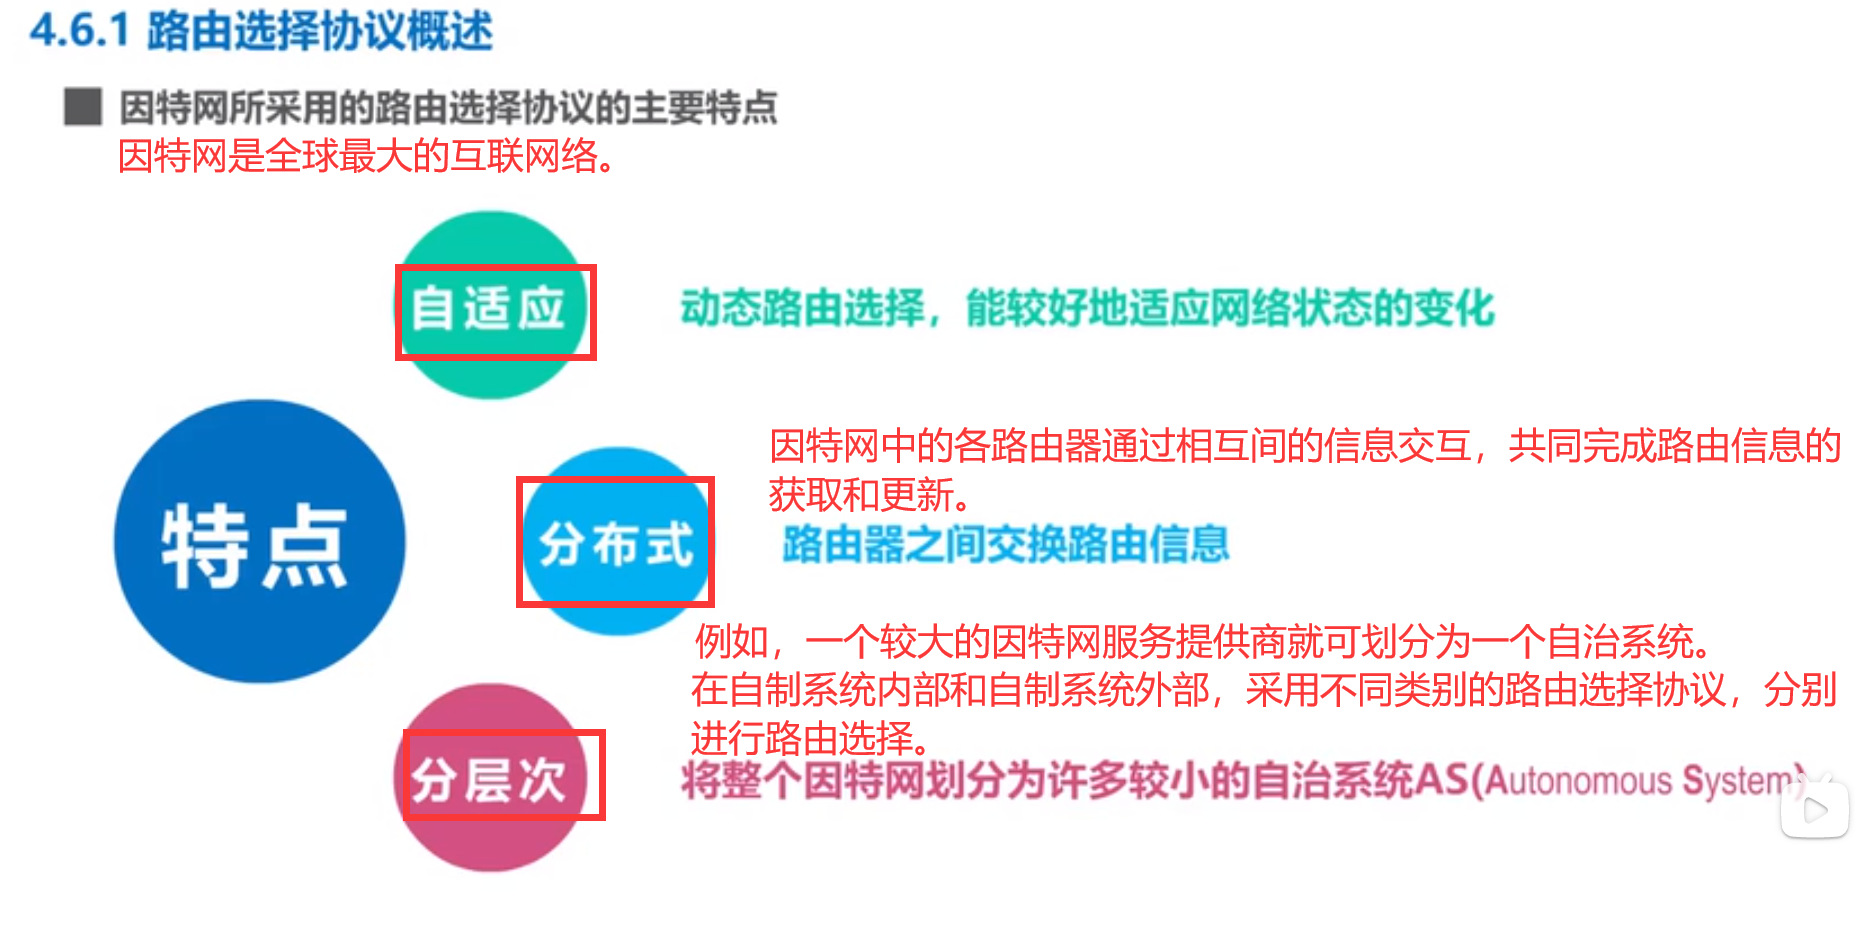 4.6.1 路由选择协议概述
因特网所采用的路由选择协议的主要特点
因特网是全球最大的互联网络。
自适应
动态路由选择，能较好地适应网络状态的变化
因特网中的各路由器通过相互间的信息交互，共同完成路由信息的
获取和更新。
特点
分布式
路由器之间交换路由信息
例如，一个较大的因特网服务提供商就可划分为一个自治系统。
在自制系统内部和自制系统外部，采用不同类别的路由选择协议，分别
进行路由选择。
分层次
将整个因特网划分为许多较小的自治系统AS(Autonomous System)